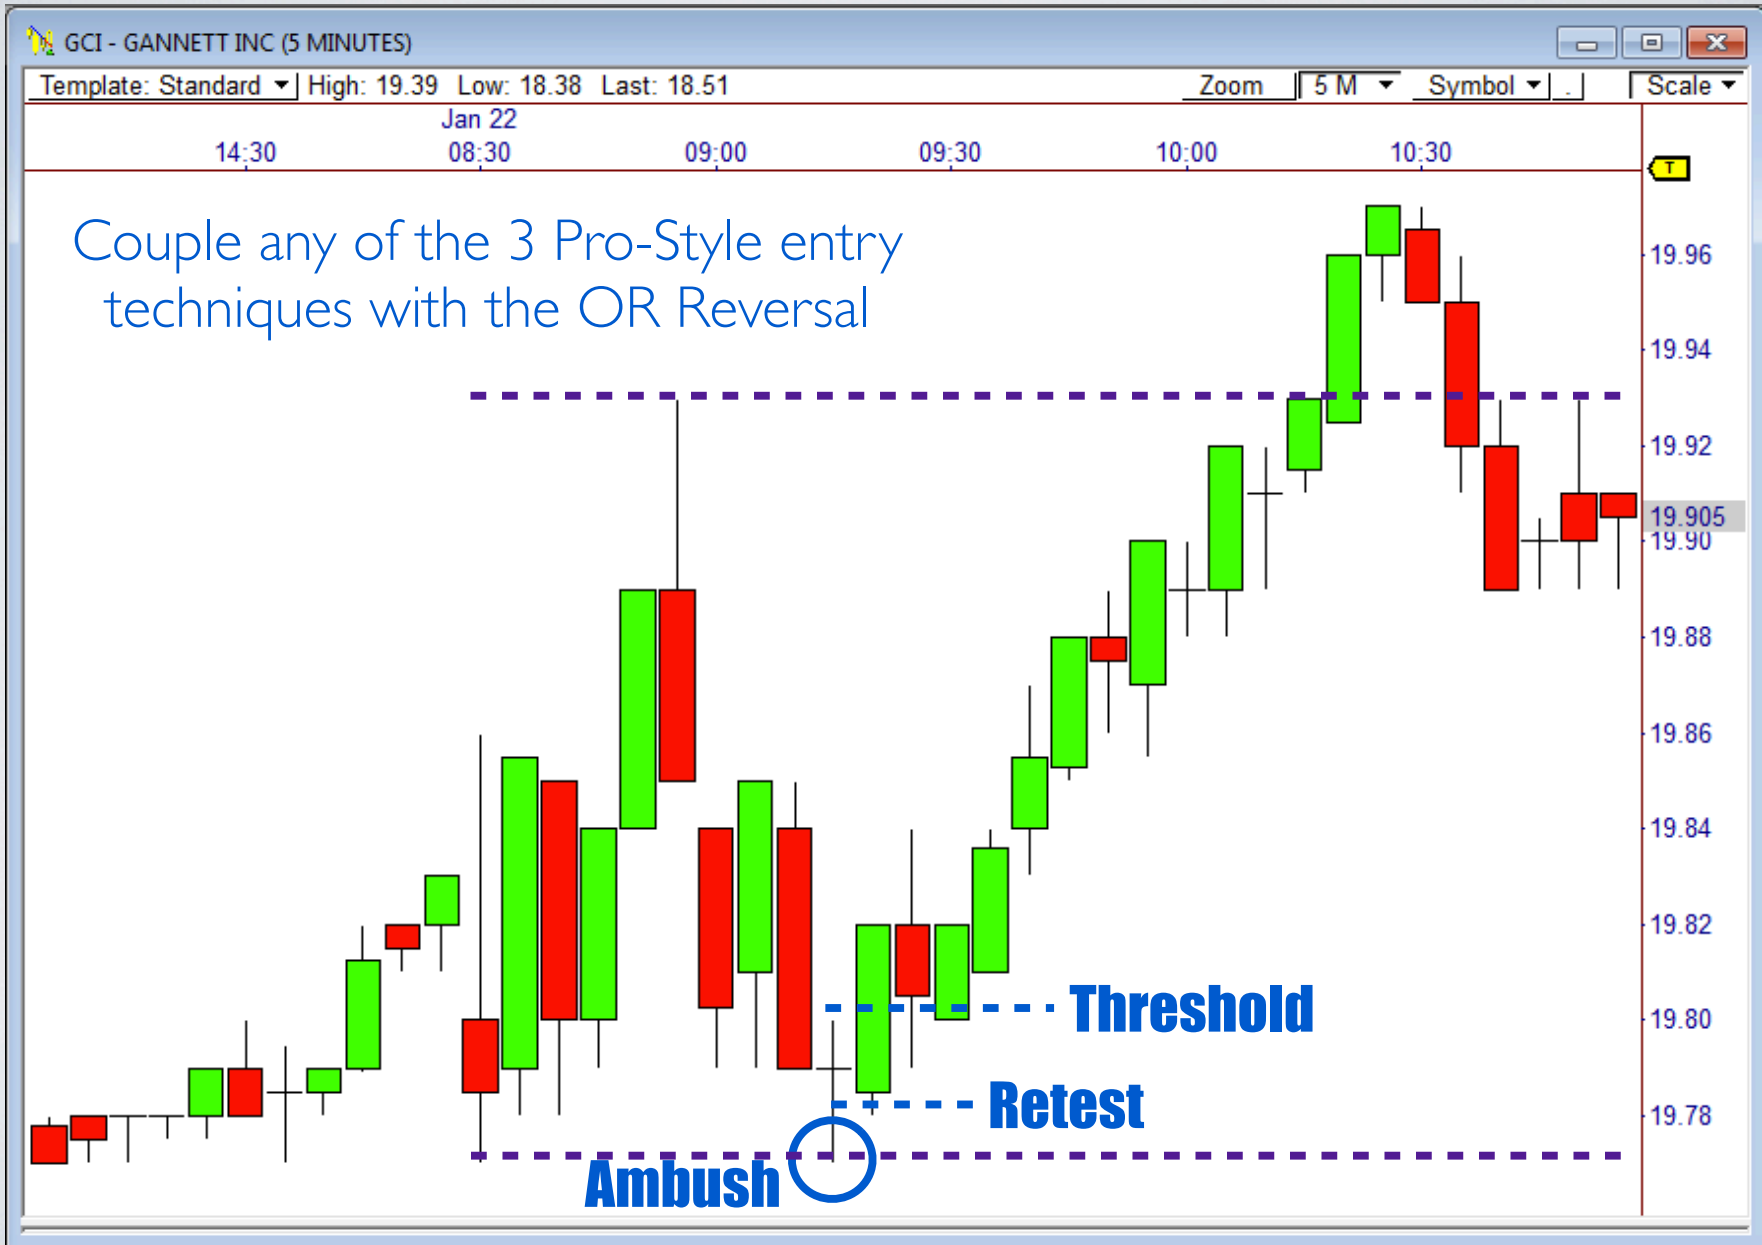 GCI - GANNETT INC (5 MINUTES)
Template: Standard High: 19.39 Low: 18.38 Last: 18.51 Zoom 5 M Symbol . Scale
Jan 22
14:30 08:30 09:00 09:30 10:00 10:30
T
Couple any of the 3 Pro-Style entry
techniques with the OR Reversal
19.96
19.94
19.92
19.905
19.90
19.88
19.86
19.84
19.82
Threshold
19.80
Retest
19.78
Ambush